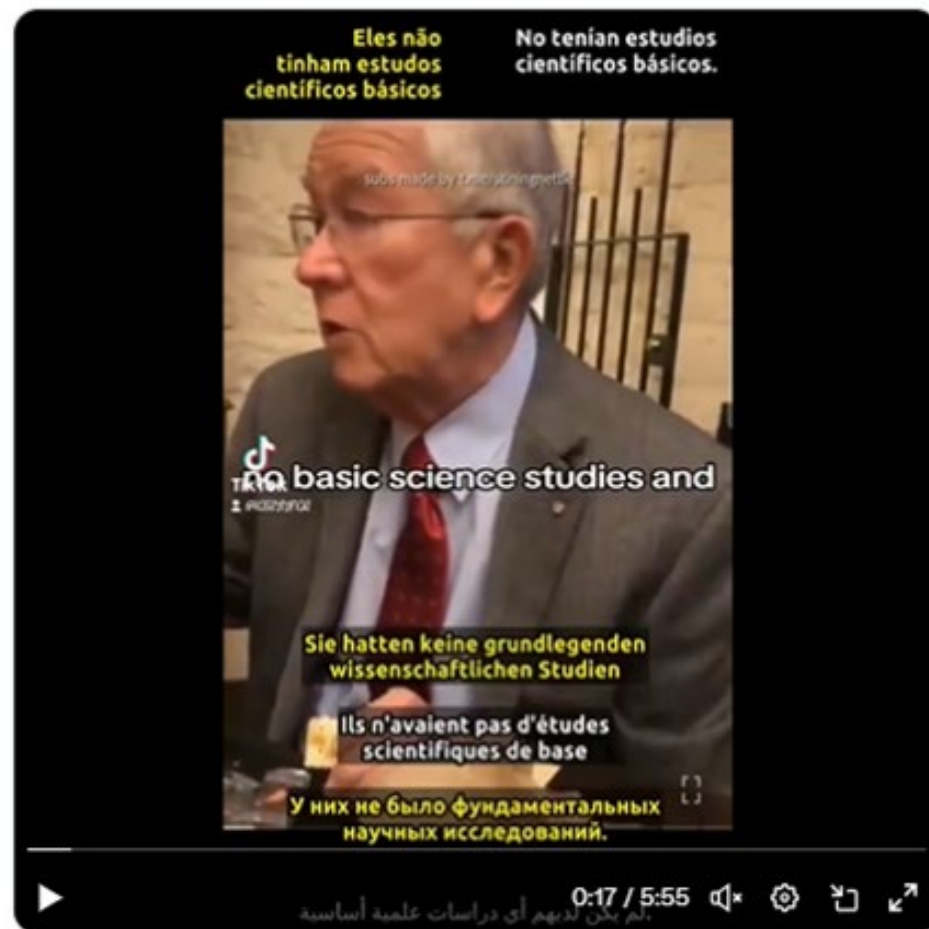 Eles não
tinham estudos
científicos básicos
No tenían estudios
científicos básicos.
subs made by
no basic science studies and
Sie hatten keine grundlegenden
wissenschaftlichen Studien
Ils n'avaient pas d'études
scientifiques de base
У них не было фундаментальных
научных исследований.
0:17 / 5:55
لم يكن لديهم أي دراسات علمية أساسية.